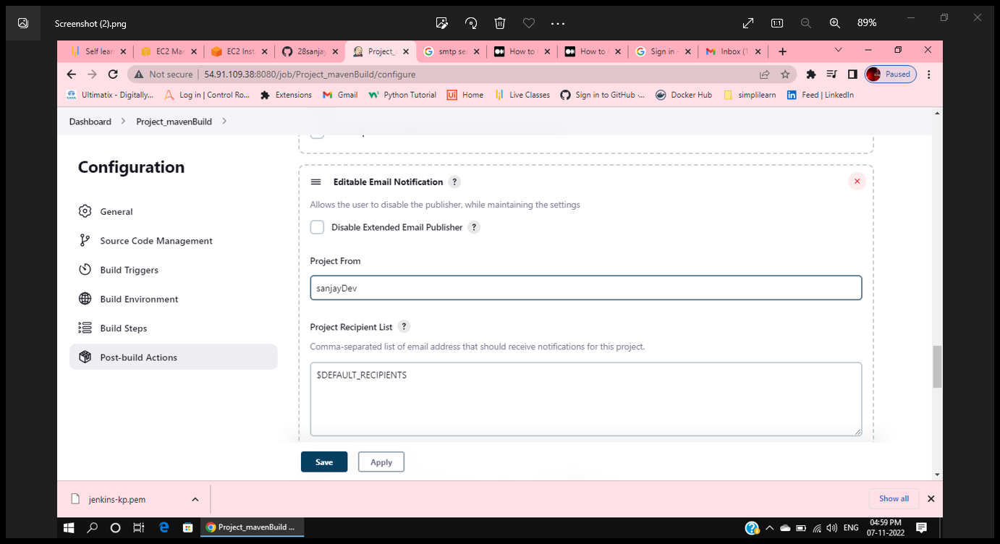 Screenshot (2).png
89%
Self lear
EC2 Mar
EC2 Inst
28sanjay
Project_
smtp se
How to
How to
Sign in -
Inbox (1
Not secure
54.91.109.38:8080/job/Project_mavenBuild/configure
Paused
Ultimatix - Digitally...
Log in | Control Ro...
Extensions
Gmail
Python Tutorial
Home
Live Classes
Sign in to GitHub ·...
Docker Hub
simplilearn
Feed | LinkedIn
Dashboard
Project_mavenBuild
Configuration
General
Source Code Management
Build Triggers
Build Environment
Build Steps
Post-build Actions
Editable Email Notification ?
Allows the user to disable the publisher, while maintaining the settings
Disable Extended Email Publisher ?
Project From
sanjayDev
Project Recipient List ?
Comma-separated list of email address that should receive notifications for this project.
$DEFAULT_RECIPIENTS
Save
Apply
jenkins-kp.pem
Show all
Project_mavenBuild ...
ENG
04:59 PM
07-11-2022